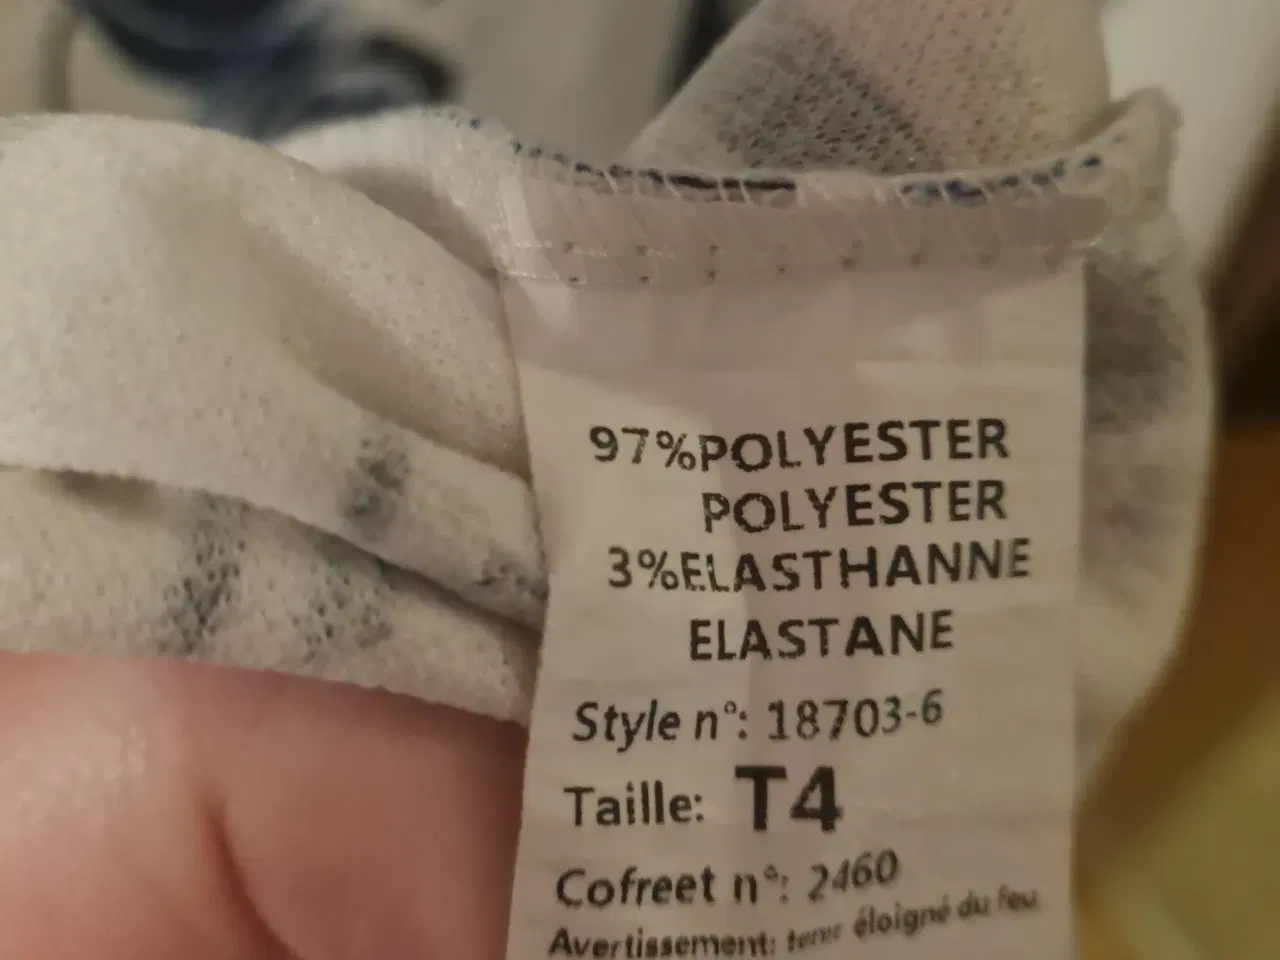 97%POLYESTER
POLYESTER
3%ELASTHANNE
ELASTANE
Style n°: 18703-6
Taille: T4
Cofreet n°: 2460
Avertissement: tenir éloigné du feu